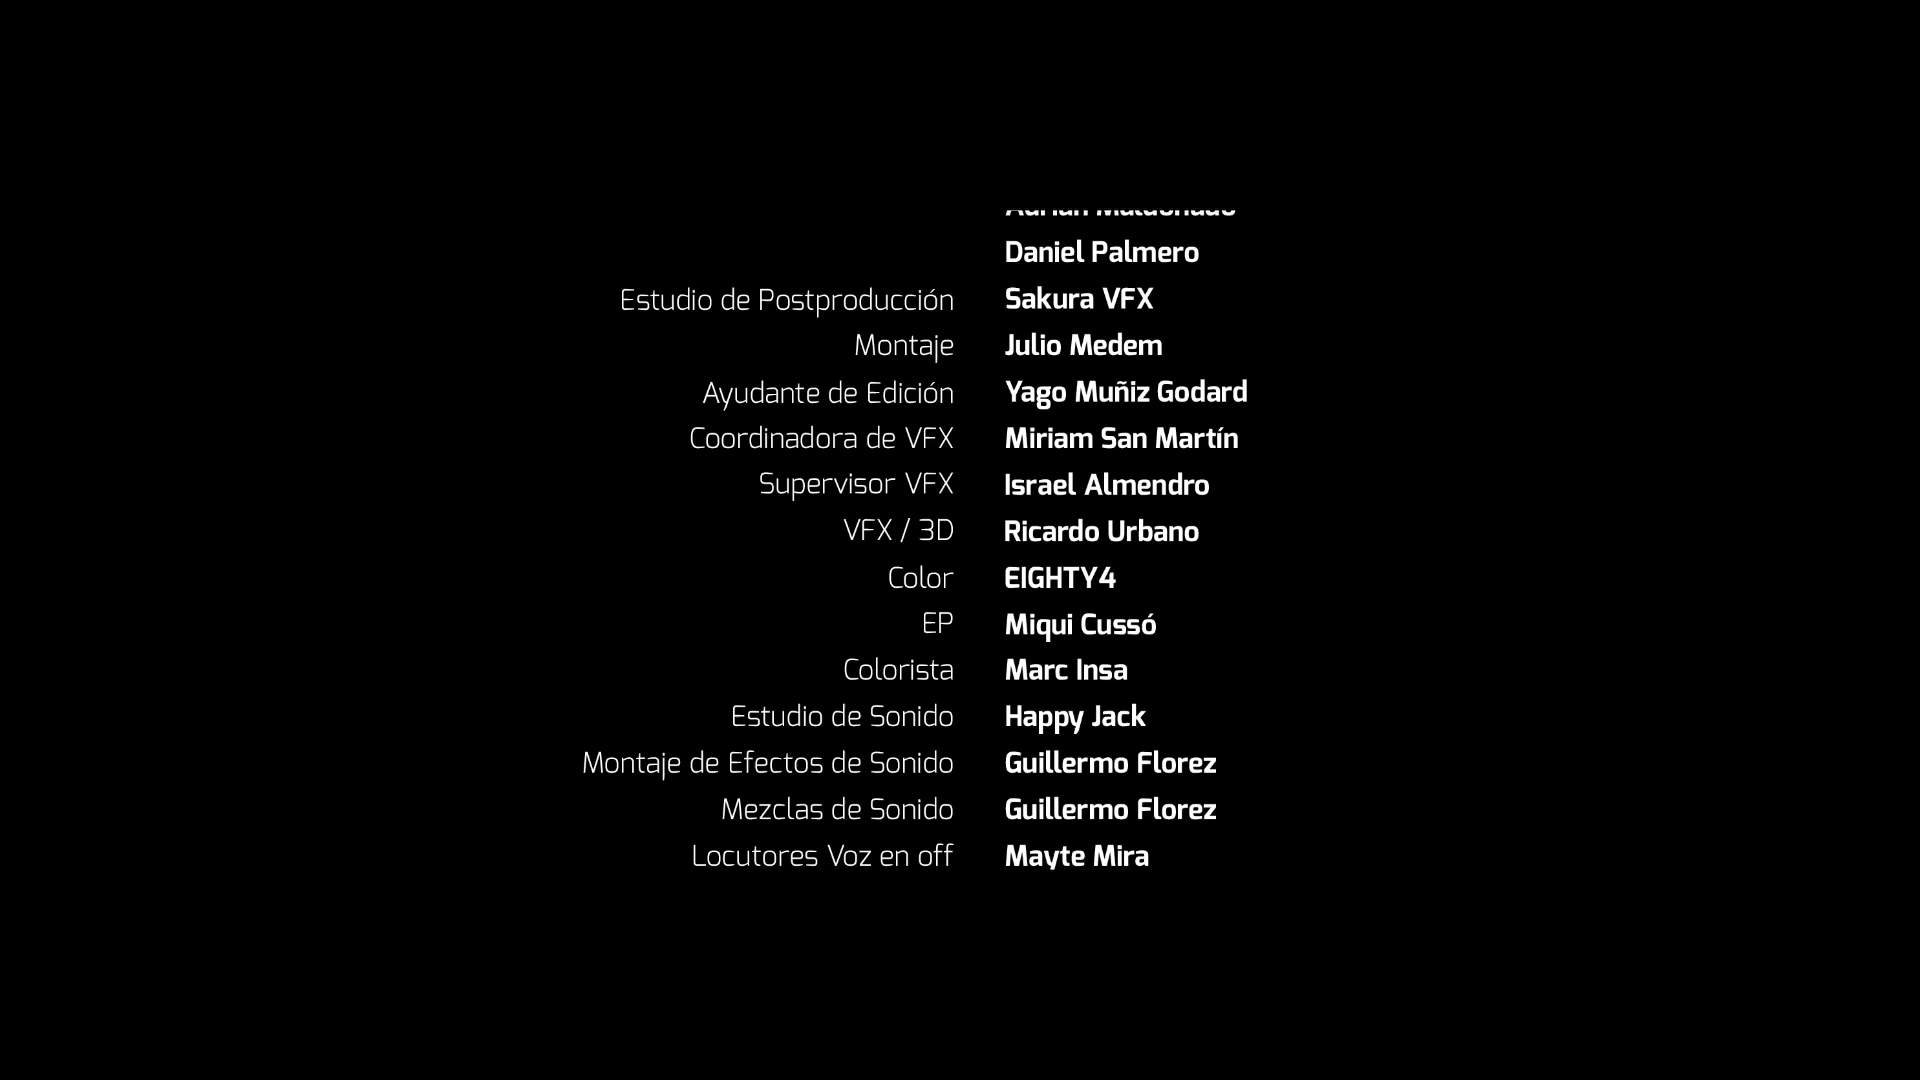 Daniel Palmero
Estudio de Postproducción Sakura VFX
Montaje Julio Medem
Ayudante de Edición Yago Muñiz Godard
Coordinadora de VFX Miriam San Martín
Supervisor VFX Israel Almendro
VFX / 3D Ricardo Urbano
Color EIGHTY4
EP Miqui Cussó
Colorista Marc Insa
Estudio de Sonido Happy Jack
Montaje de Efectos de Sonido Guillermo Florez
Mezclas de Sonido Guillermo Florez
Locutores Voz en off Mayte Mira